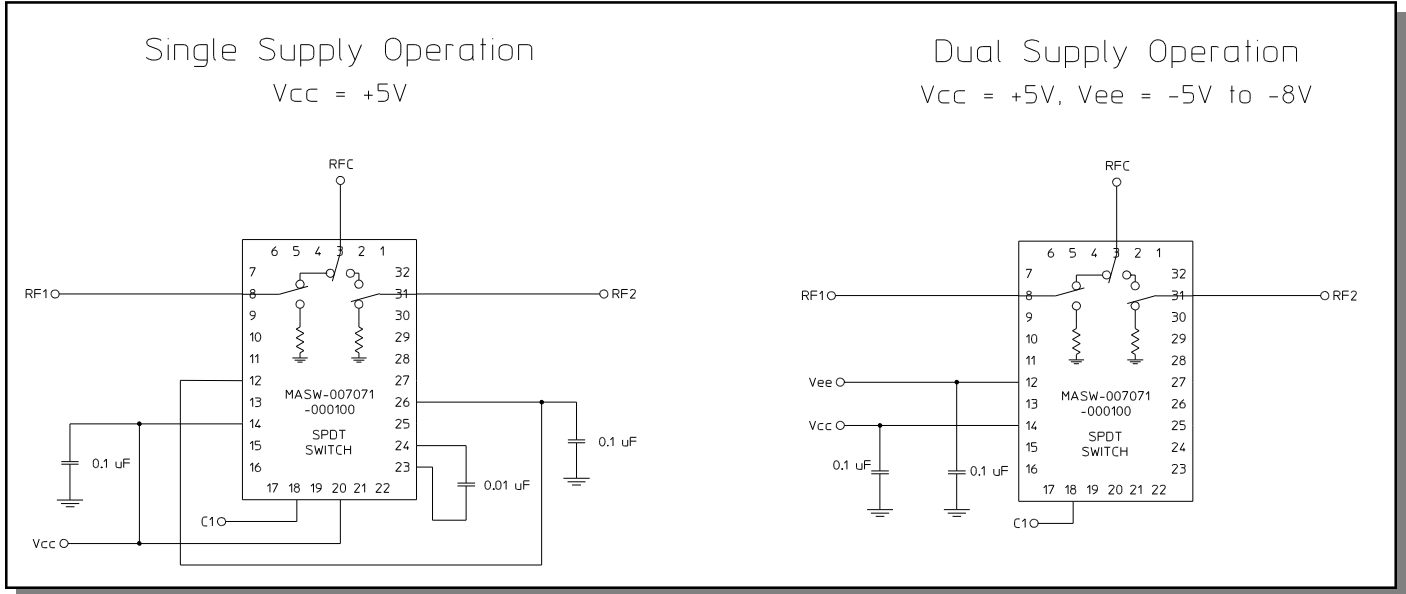 Single Supply Operation
Vcc = +5V
RFC
6 5 4 3 2 1
7 32
RF1 8 31 RF2
9 30
10 29
11 28
12 27
MASW-007071
13 26
-000100
14 25
0.1 uF
SPDT
15 24
SWITCH
0.1 uF
16 23
0.01 uF
17 18 19 20 21 22
C1
Vcc
Dual Supply Operation
Vcc = +5V, Vee = -5V to -8V
RFC
6 5 4 3 2 1
7 32
RF1 8 31 RF2
9 30
10 29
11 28
Vee 12 27
MASW-007071
13 26
-000100
Vcc 14 25
SPDT
15 24
SWITCH
0.1 uF
0.1 uF
16 23
17 18 19 20 21 22
C1